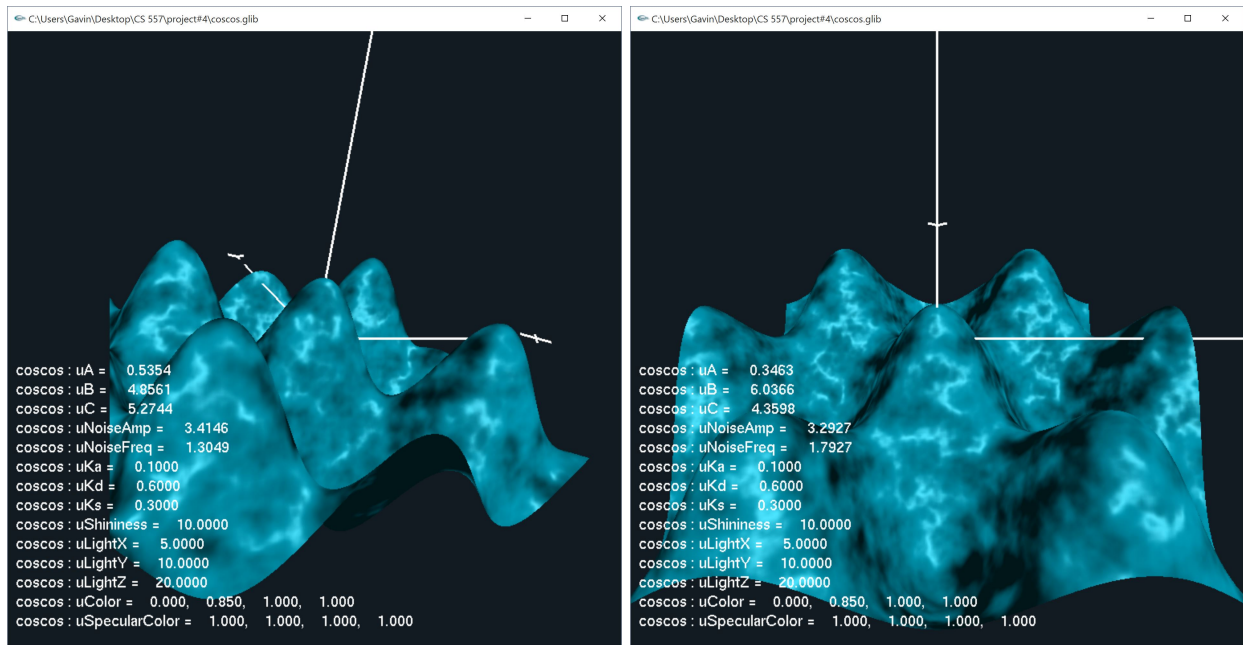 C:\Users\Gavin\Desktop\CS 557\project#4\coscos.glib
Y
X
coscos : uA = 0.5354
coscos : uB = 4.8561
coscos : uC = 5.2744
coscos : uNoiseAmp = 3.4146
coscos : uNoiseFreq = 1.3049
coscos : uKa = 0.1000
coscos : uKd = 0.6000
coscos : uKs = 0.3000
coscos : uShininess = 10.0000
coscos : uLightX = 5.0000
coscos : uLightY = 10.0000
coscos : uLightZ = 20.0000
coscos : uColor = 0.000, 0.850, 1.000, 1.000
coscos : uSpecularColor = 1.000, 1.000, 1.000, 1.000
C:\Users\Gavin\Desktop\CS 557\project#4\coscos.glib
coscos : uA = 0.3463
coscos : uB = 6.0366
coscos : uC = 4.3598
coscos : uNoiseAmp = 3.2927
coscos : uNoiseFreq = 1.7927
coscos : uKa = 0.1000
coscos : uKd = 0.6000
coscos : uKs = 0.3000
coscos : uShininess = 10.0000
coscos : uLightX = 5.0000
coscos : uLightY = 10.0000
coscos : uLightZ = 20.0000
coscos : uColor = 0.000, 0.850, 1.000, 1.000
coscos : uSpecularColor = 1.000, 1.000, 1.000, 1.000